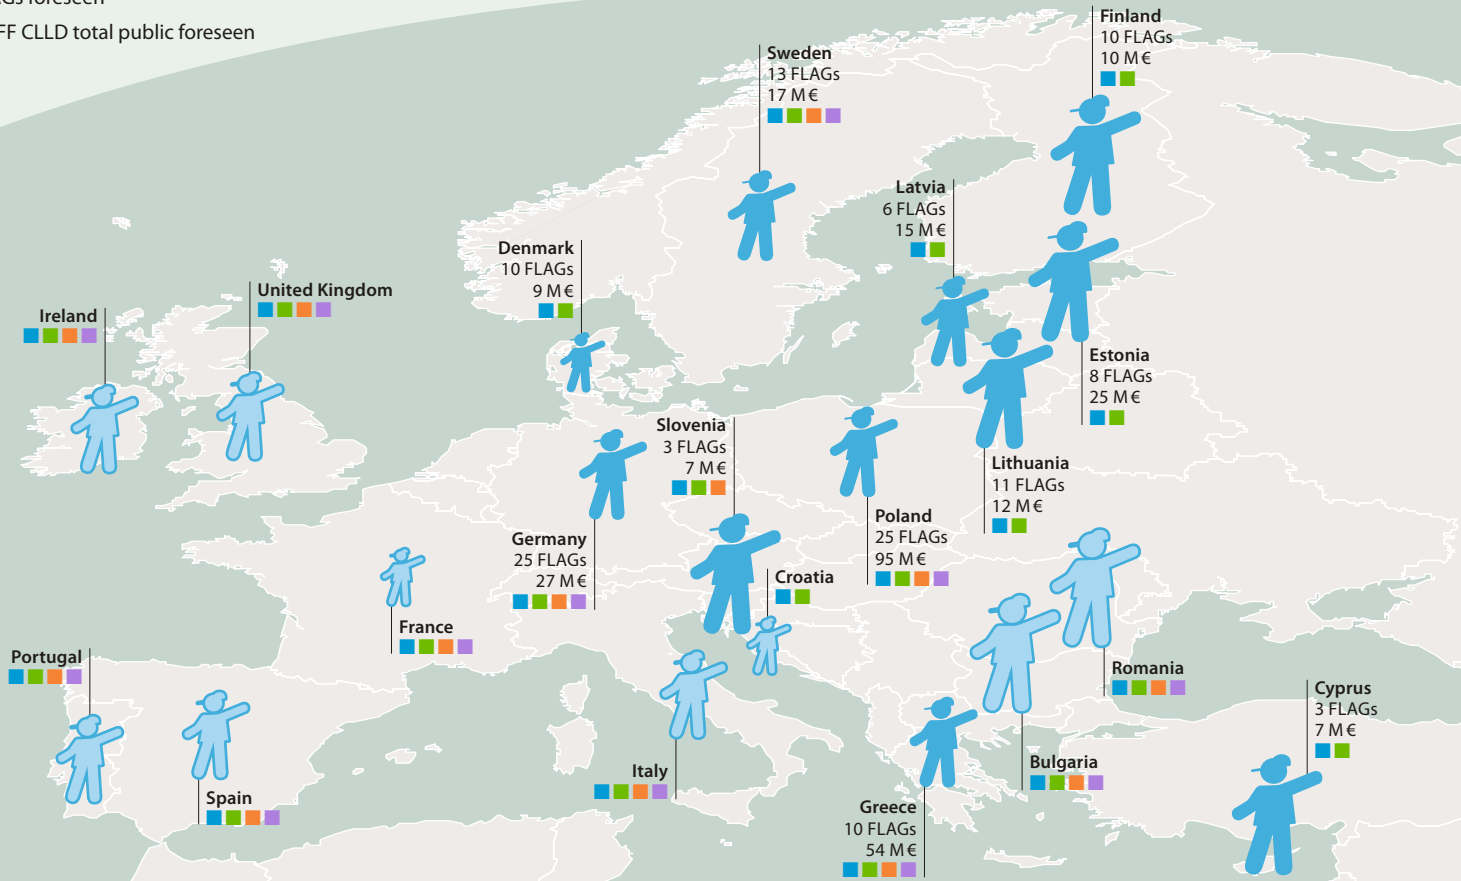 FF CLLD total public foreseen
Finland
10 FLAGs
10 M €
Sweden
13 FLAGs
17 M €
Latvia
6 FLAGs
15 M €
Denmark
10 FLAGs
9 M €
United Kingdom
Ireland
Estonia
8 FLAGs
25 M €
Slovenia
3 FLAGs
7 M €
Lithuania
11 FLAGs
12 M €
Poland
25 FLAGs
95 M €
Germany
25 FLAGs
27 M €
Croatia
France
Portugal
Romania
Cyprus
3 FLAGs
7 M €
Bulgaria
Italy
Spain
Greece
10 FLAGs
54 M €